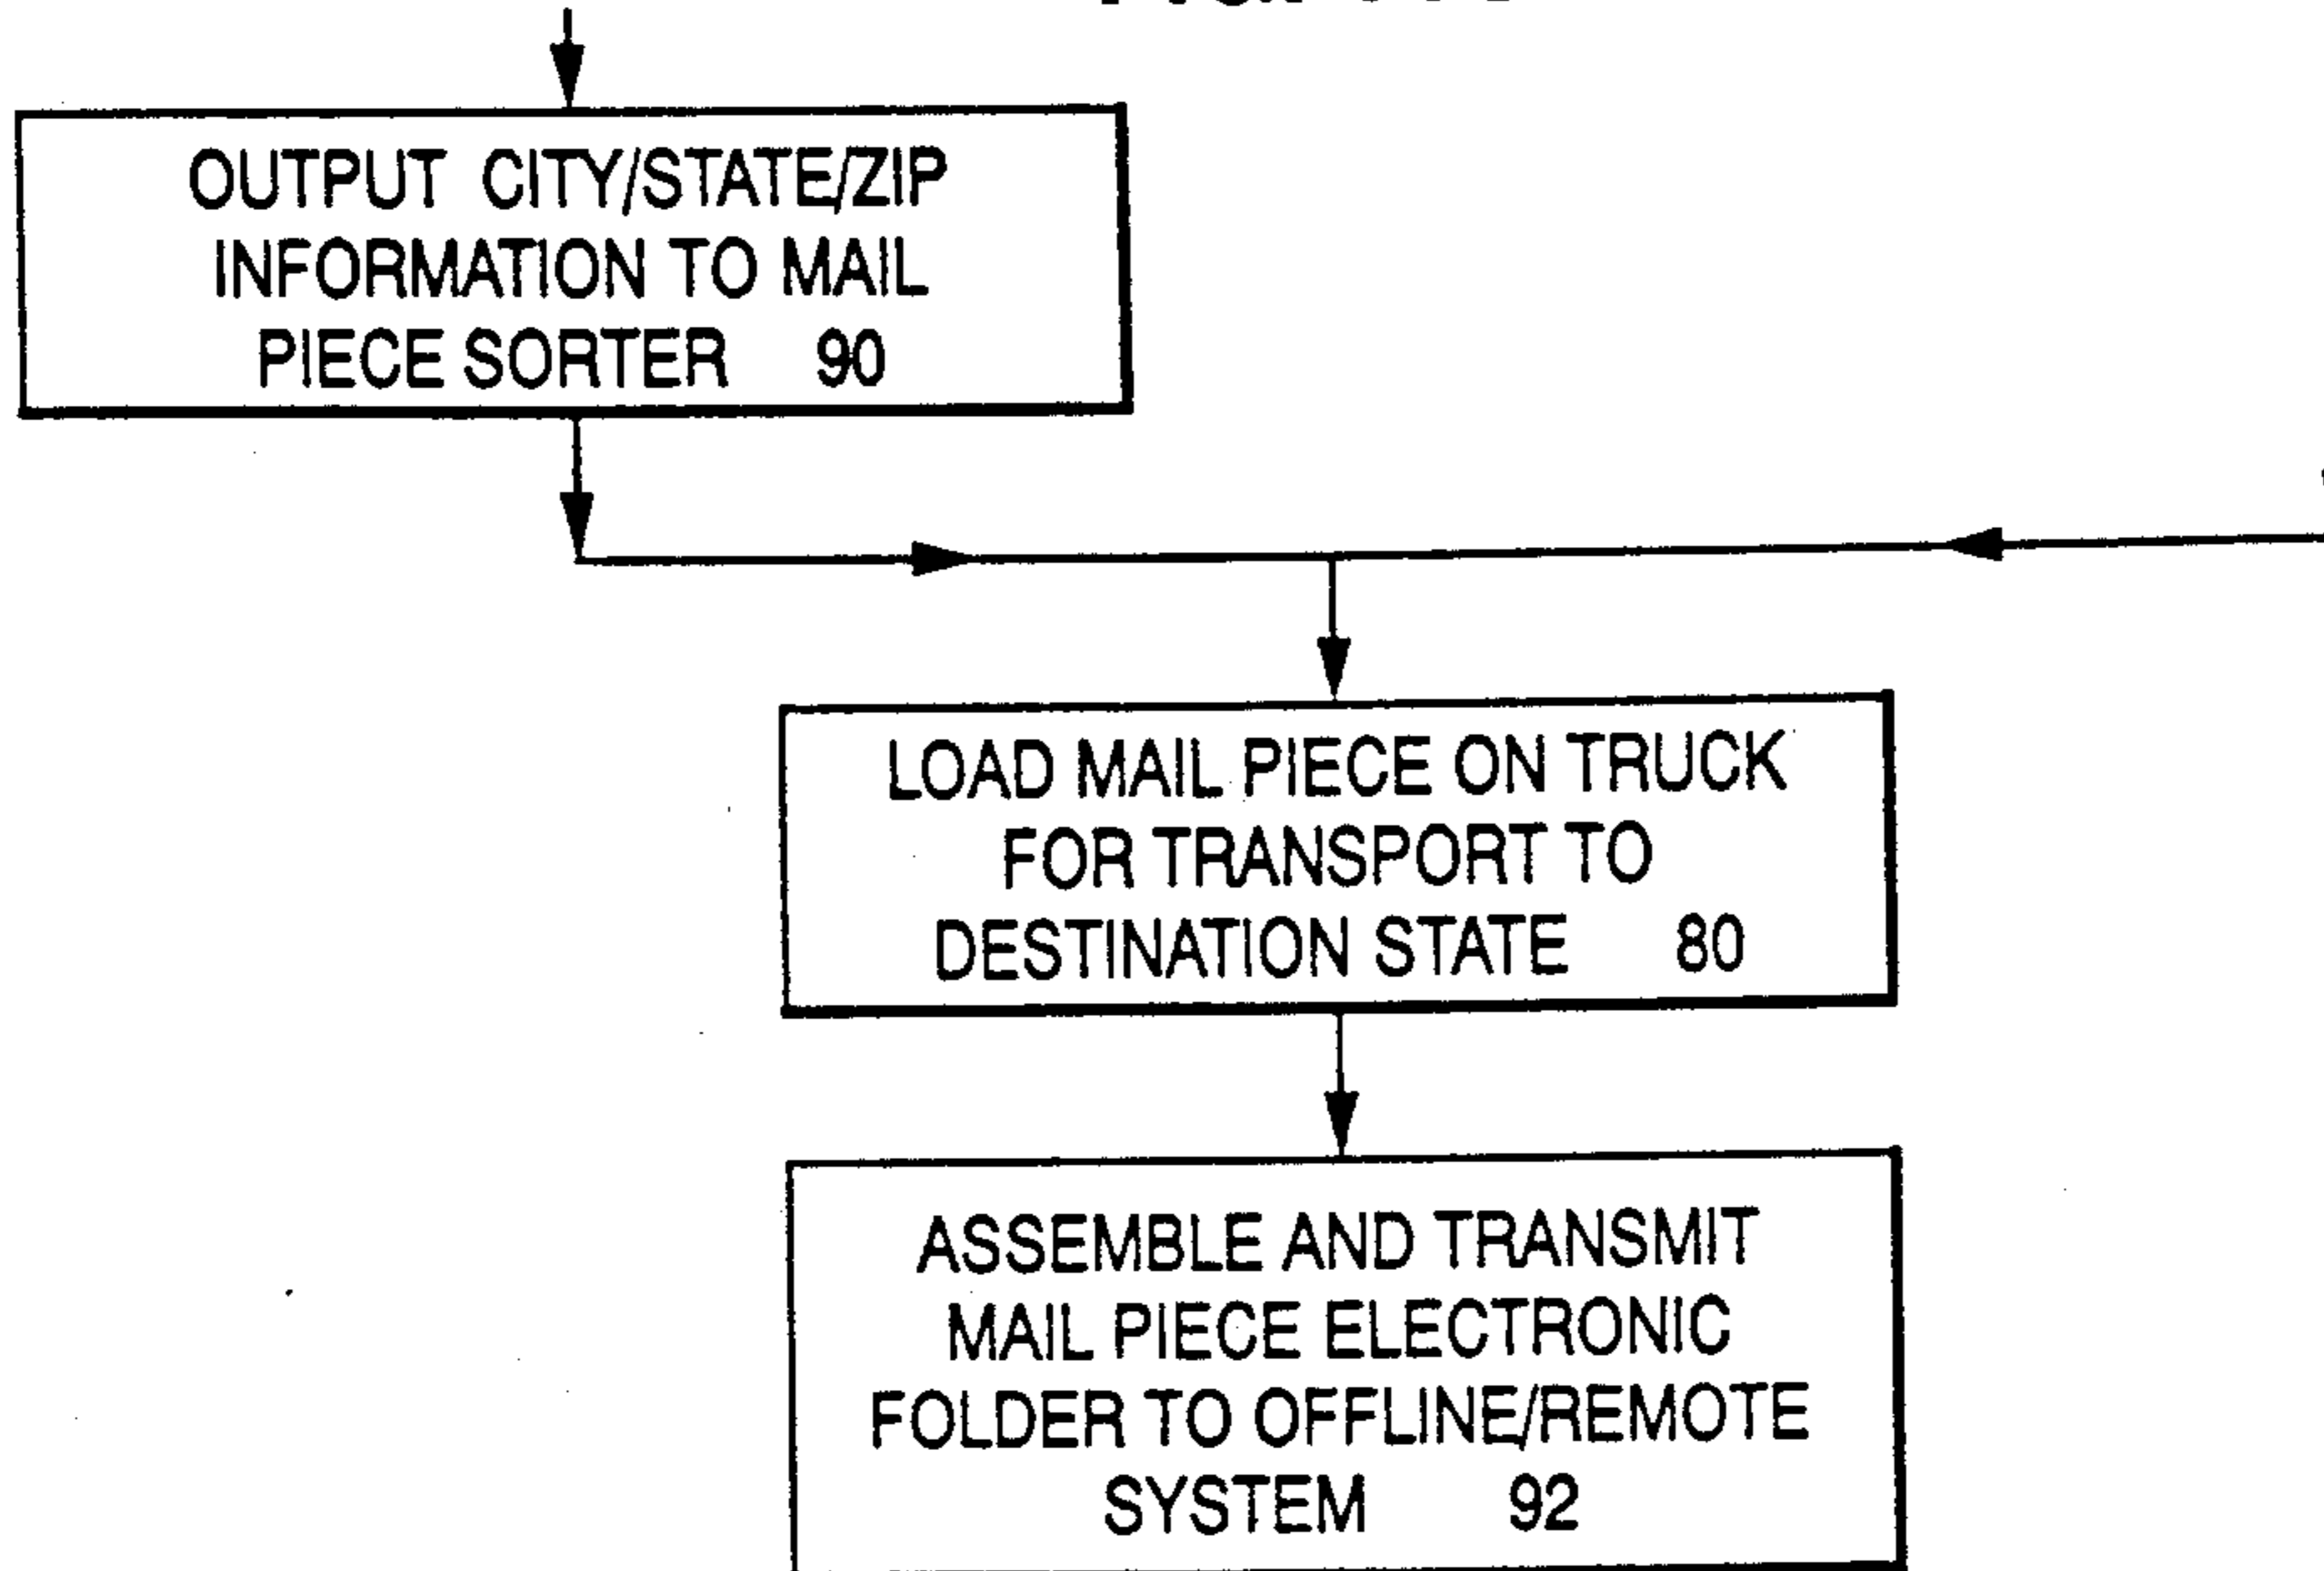 OUTPUT CITY/STATE/ZIP
INFORMATION TO MAIL
PIECE SORTER 90
LOAD MAIL PIECE ON TRUCK
FOR TRANSPORT TO
DESTINATION STATE 80
ASSEMBLE AND TRANSMIT
MAIL PIECE ELECTRONIC
FOLDER TO OFFLINE/REMOTE
SYSTEM 92